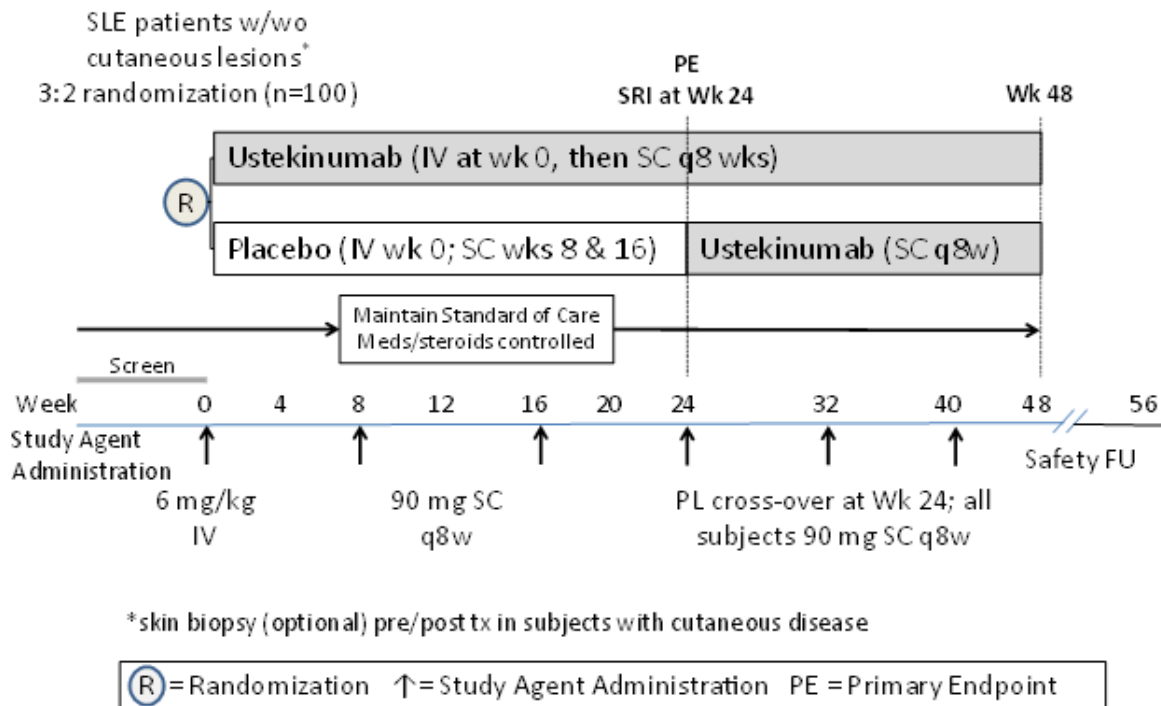 SLE patients w/wo
cutaneous lesions*
3:2 randomization (n=100)
PE
SRI at Wk 24
Wk 48
Ustekinumab (IV at wk 0, then SC q8 wks)
R
Placebo (IV wk 0; SC wks 8 & 16)
Ustekinumab (SC q8w)
Maintain Standard of Care
Meds/steroids controlled
Screen
Week 0 4 8 12 16 20 24 32 40 48 56
Study Agent
Administration
Safety FU
6 mg/kg
IV
90 mg SC
q8w
PL cross-over at Wk 24; all
subjects 90 mg SC q8w
*skin biopsy (optional) pre/post tx in subjects with cutaneous disease
R = Randomization ↑= Study Agent Administration PE = Primary Endpoint